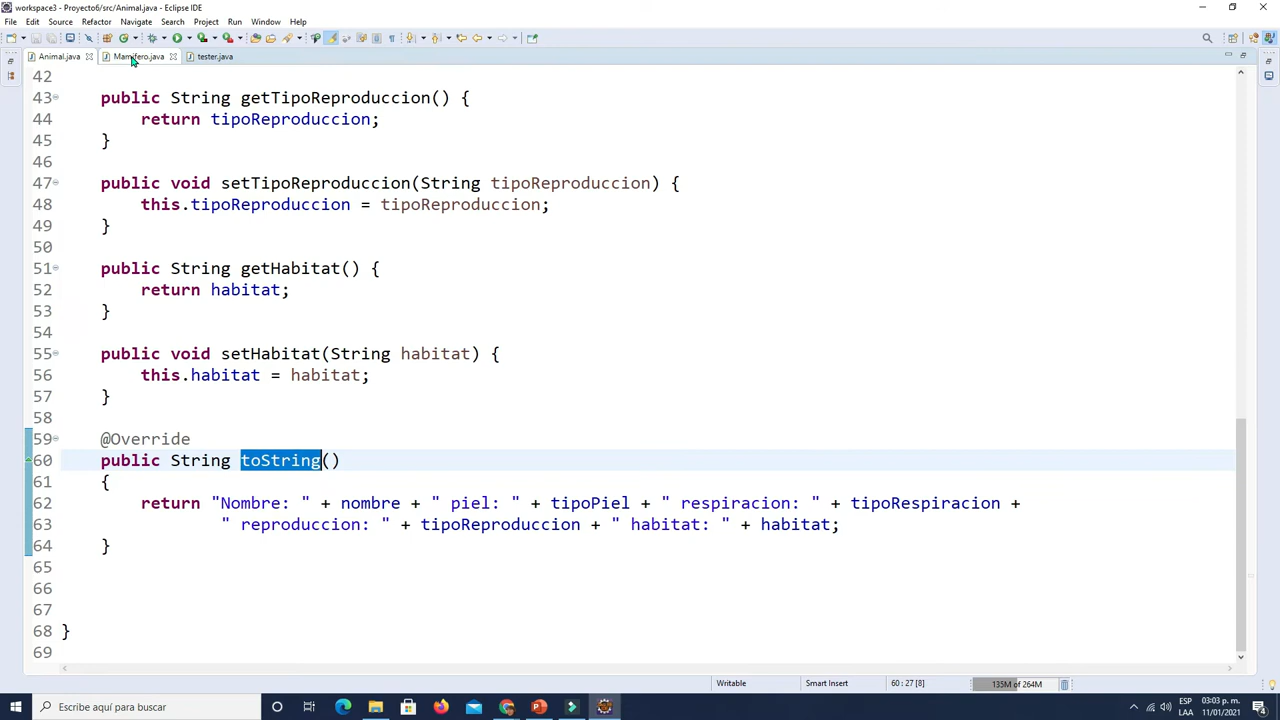 workspace3 - Proyecto6/src/Animal.java - Eclipse IDE
File Edit Source Refactor Navigate Search Project Run Window Help
Animal.java Mamifero.java tester.java
42
43 public String getTipoReproduccion() {
44 return tipoReproduccion;
45 }
46
47 public void setTipoReproduccion(String tipoReproduccion) {
48 this.tipoReproduccion = tipoReproduccion;
49 }
50
51 public String getHabitat() {
52 return habitat;
53 }
54
55 public void setHabitat(String habitat) {
56 this.habitat = habitat;
57 }
58
59 @Override
60 public String toString()
61 {
62 return "Nombre: " + nombre + " piel: " + tipoPiel + " respiracion: " + tipoRespiracion +
63 " reproduccion: " + tipoReproduccion + " habitat: " + habitat;
64 }
65
66
67
68 }
69
Writable Smart Insert 60 : 27 [8] 135M of 264M
Escribe aquí para buscar
ESP 03:03 p. m.
LAA 11/01/2021
4